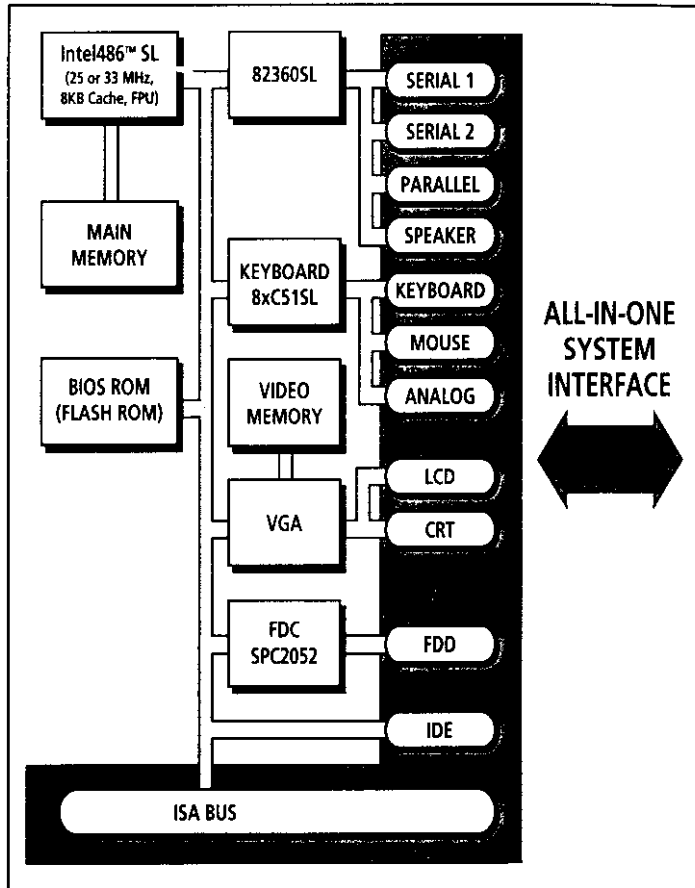 Intel486™ SL
(25 or 33 MHz,
8KB Cache, FPU)
82360SL
SERIAL 1
SERIAL 2
PARALLEL
SPEAKER
MAIN
MEMORY
KEYBOARD
8xC51SL
KEYBOARD
MOUSE
ANALOG
ALL-IN-ONE
SYSTEM
INTERFACE
BIOS ROM
(FLASH ROM)
VIDEO
MEMORY
LCD
VGA
CRT
FDC
SPC2052
FDD
IDE
ISA BUS